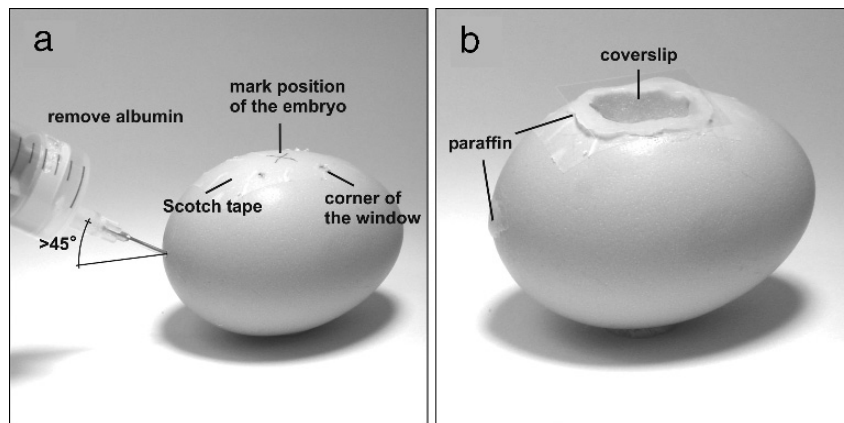 a
remove albumin
mark position
of the embryo
Scotch tape
corner of
the window
>45°
b
coverslip
paraffin